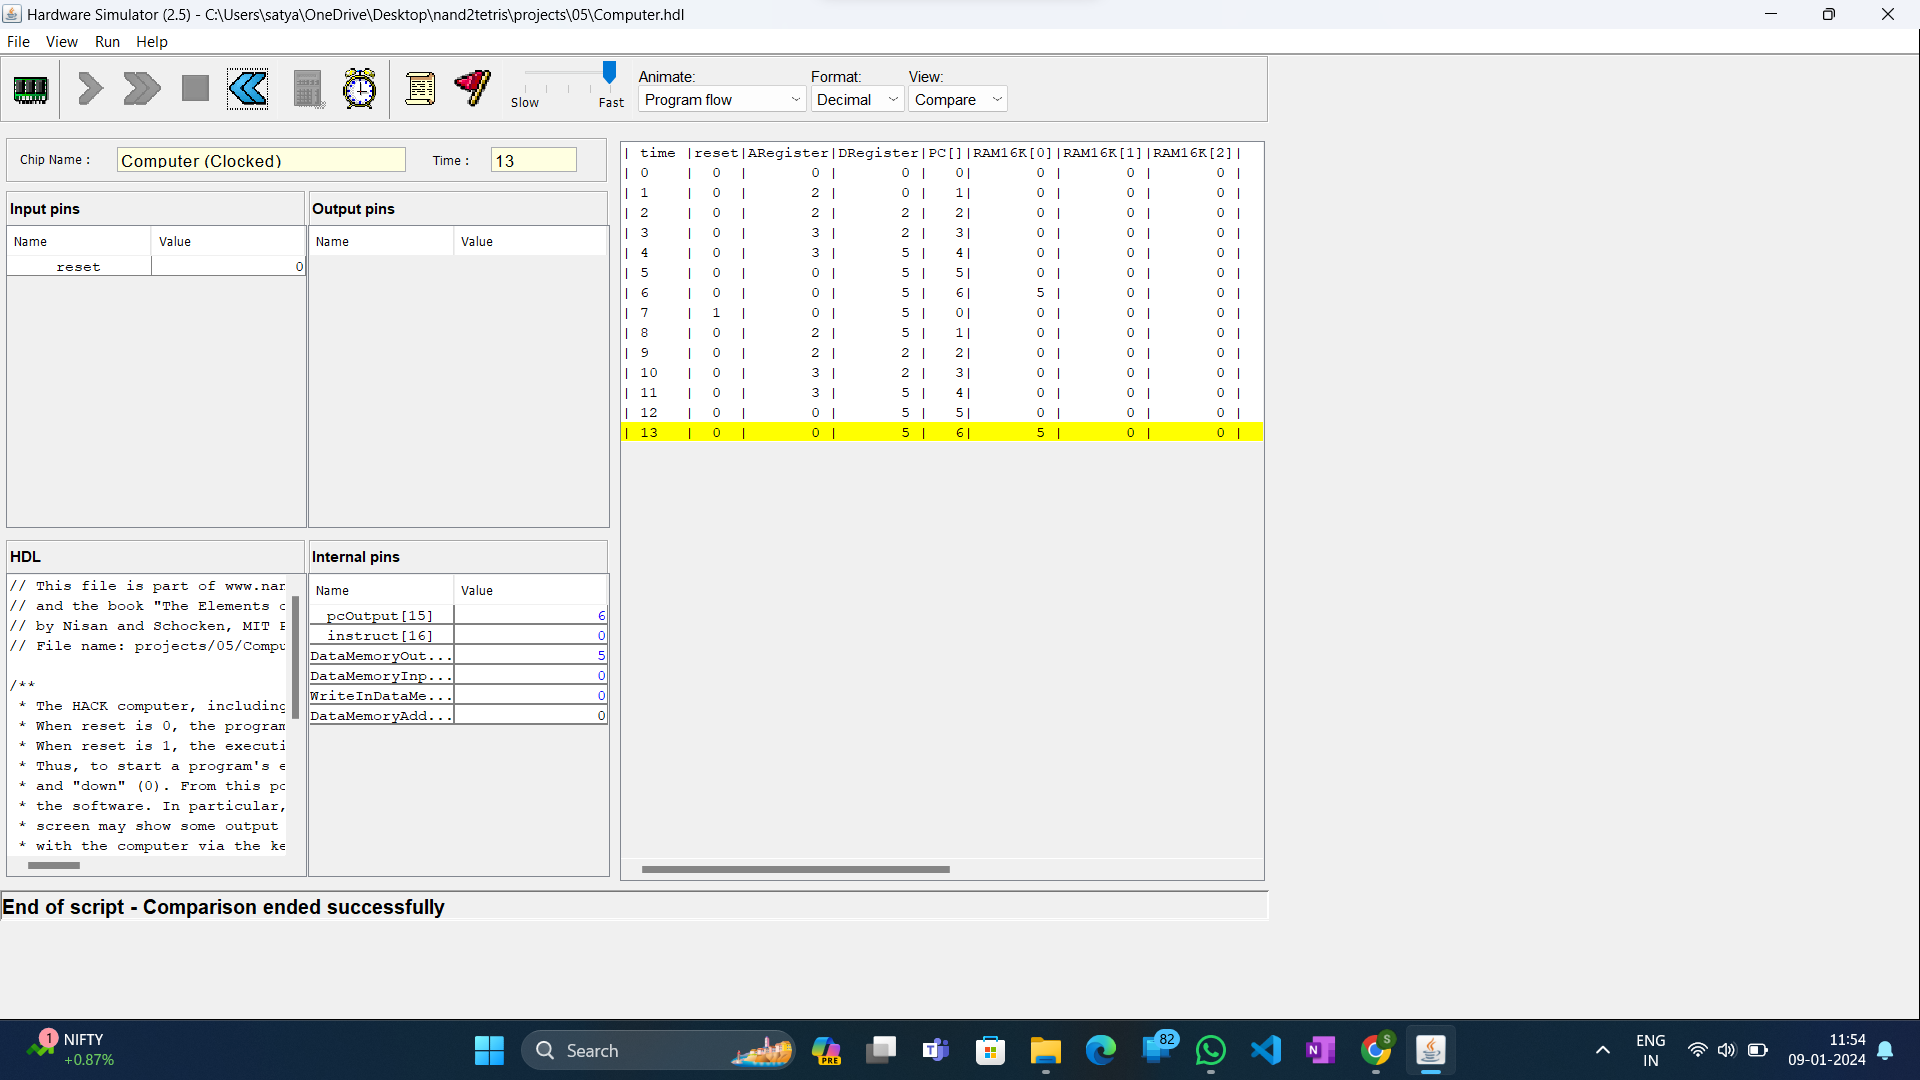 Hardware Simulator (2.5) - C:\Users\satya\OneDrive\Desktop\nand2tetris\projects\05\Computer.hdl
File View Run Help
Slow Fast
Animate: Format: View:
Program flow Decimal Compare
Chip Name : Computer (Clocked) Time : 13
Input pins
Name Value
reset 0
Output pins
Name Value
| time |reset|ARegister|DRegister|PC[]|RAM16K[0]|RAM16K[1]|RAM16K[2]|
| 0 | 0 | 0 | 0 | 0| 0 | 0 | 0 |
| 1 | 0 | 2 | 0 | 1| 0 | 0 | 0 |
| 2 | 0 | 2 | 2 | 2| 0 | 0 | 0 |
| 3 | 0 | 3 | 2 | 3| 0 | 0 | 0 |
| 4 | 0 | 3 | 5 | 4| 0 | 0 | 0 |
| 5 | 0 | 0 | 5 | 5| 0 | 0 | 0 |
| 6 | 0 | 0 | 5 | 6| 5 | 0 | 0 |
| 7 | 1 | 0 | 5 | 0| 0 | 0 | 0 |
| 8 | 0 | 2 | 5 | 1| 0 | 0 | 0 |
| 9 | 0 | 2 | 2 | 2| 0 | 0 | 0 |
| 10 | 0 | 3 | 2 | 3| 0 | 0 | 0 |
| 11 | 0 | 3 | 5 | 4| 0 | 0 | 0 |
| 12 | 0 | 0 | 5 | 5| 0 | 0 | 0 |
| 13 | 0 | 0 | 5 | 6| 5 | 0 | 0 |
HDL
// This file is part of www.nan
// and the book "The Elements o
// by Nisan and Schocken, MIT P
// File name: projects/05/Compu
/**
* The HACK computer, including
* When reset is 0, the program
* When reset is 1, the executi
* Thus, to start a program's e
* and "down" (0). From this po
* the software. In particular,
* screen may show some output
* with the computer via the ke
Internal pins
Name Value
pcOutput[15] 6
instruct[16] 0
DataMemoryOut... 5
DataMemoryInp... 0
WriteInDataMe... 0
DataMemoryAdd... 0
End of script - Comparison ended successfully
1 NIFTY
+0.87%
Search
PRE
82
S
ENG
IN
11:54
09-01-2024